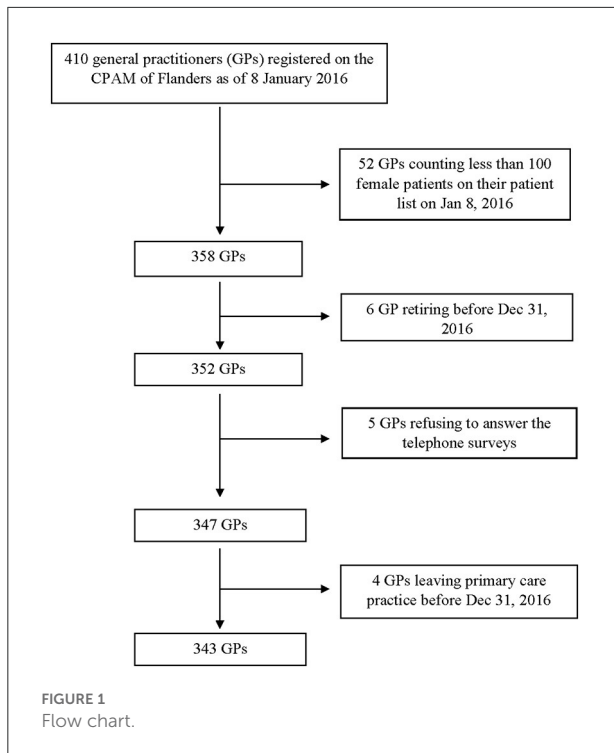 410 general practitioners (GPs) registered on the
CPAM of Flanders as of 8 January 2016
52 GPs counting less than 100
female patients on their patient
list on Jan 8, 2016
358 GPs
6 GP retiring before Dec 31,
2016
352 GPs
5 GPs refusing to answer the
telephone surveys
347 GPs
4 GPs leaving primary care
practice before Dec 31, 2016
343 GPs
FIGURE 1
Flow chart.